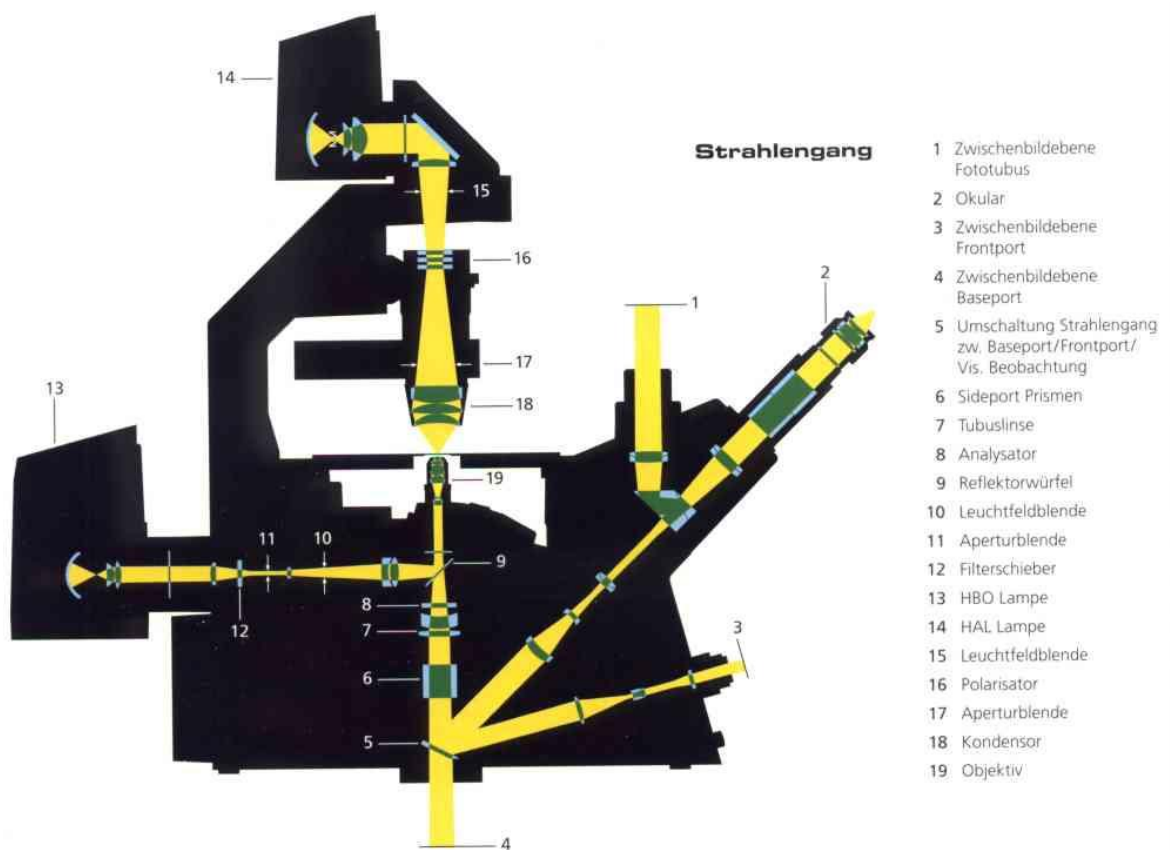 14
15
16
17
18
19
13
11
10
9
12
8
7
6
5
4
3
2
1
Strahlengang
1 Zwischenbildebene
Fototubus
2 Okular
3 Zwischenbildebene
Frontport
4 Zwischenbildebene
Baseport
5 Umschaltung Strahlengang
zw. Baseport/Frontport/
Vis. Beobachtung
6 Sideport Prismen
7 Tubuslinse
8 Analysator
9 Reflektorwürfel
10 Leuchtfeldblende
11 Aperturblende
12 Filterschieber
13 HBO Lampe
14 HAL Lampe
15 Leuchtfeldblende
16 Polarisator
17 Aperturblende
18 Kondensor
19 Objektiv